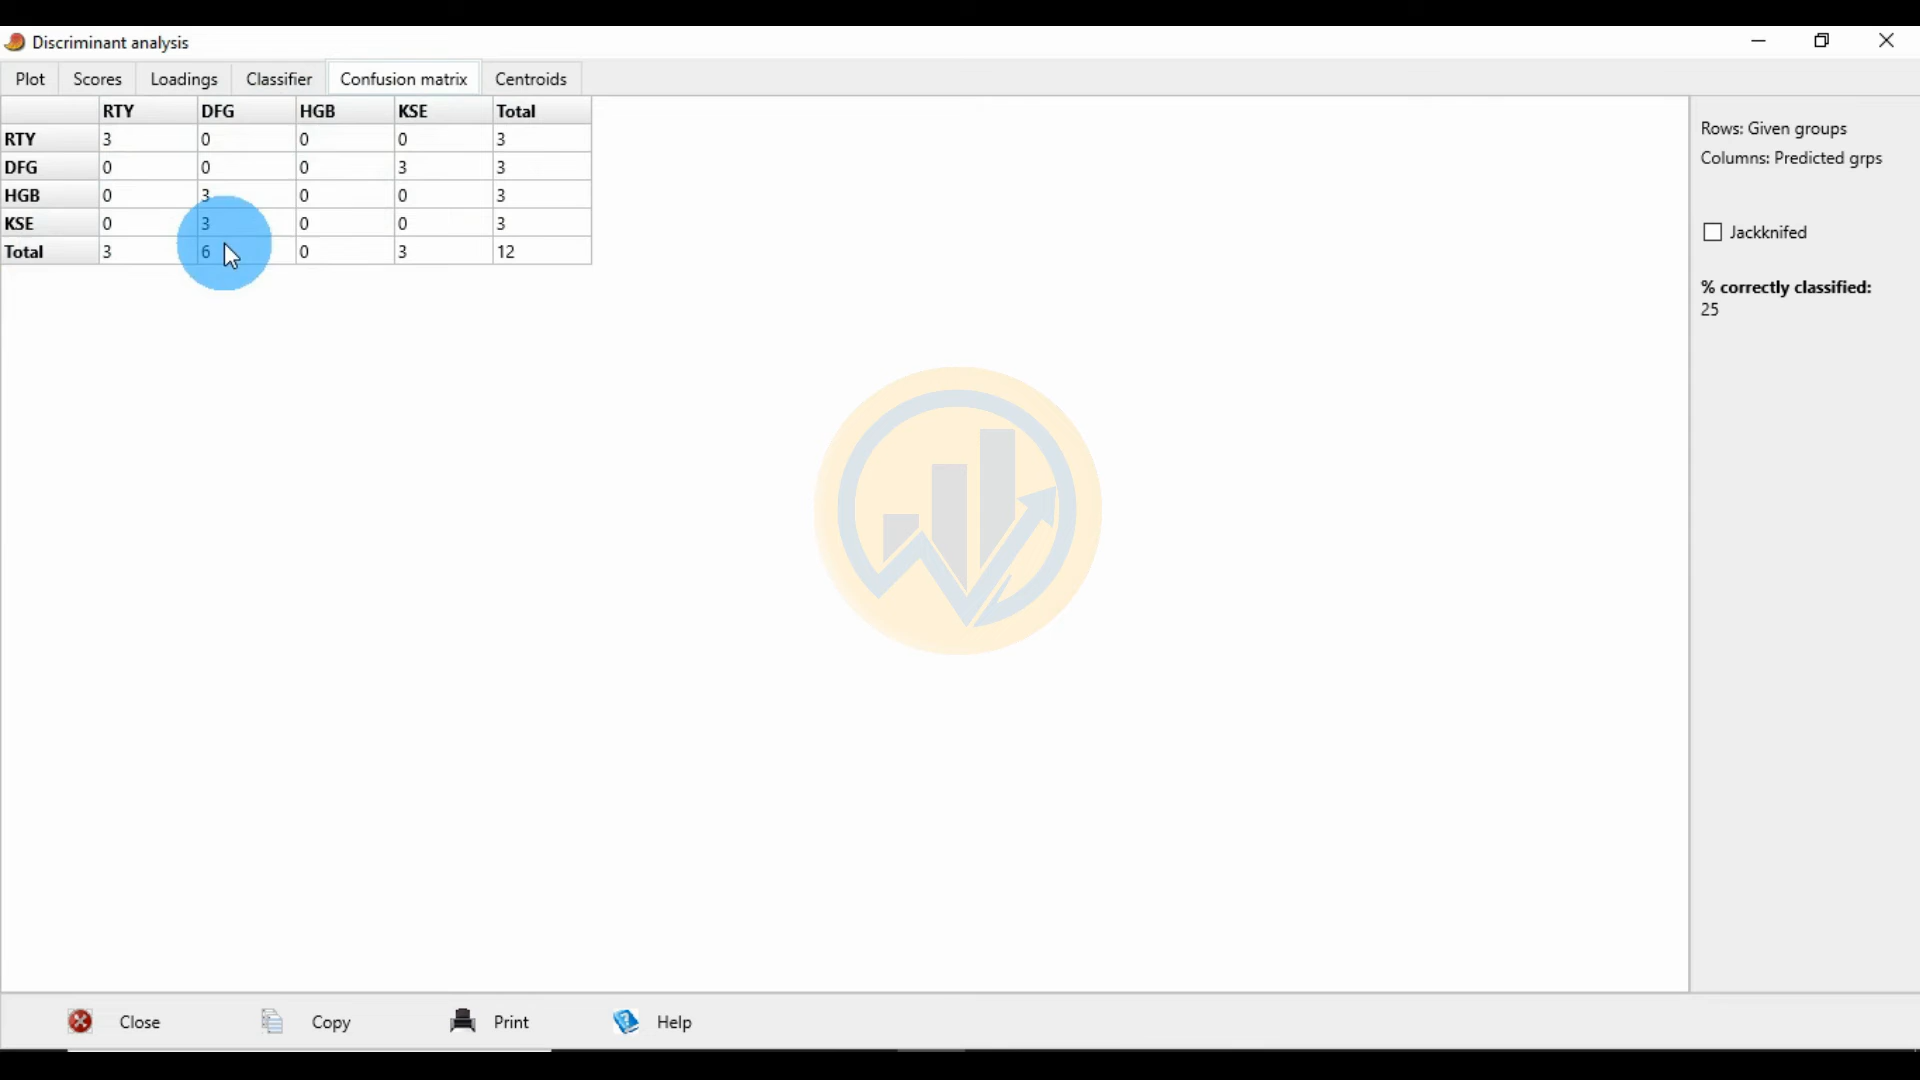 Discriminant analysis
Plot Scores Loadings Classifier Confusion matrix Centroids
RTY DFG HGB KSE Total
RTY 3 0 0 0 3
DFG 0 0 0 3 3
HGB 0 3 0 0 3
KSE 0 3 0 0 3
Total 3 6 0 3 12
Rows: Given groups
Columns: Predicted grps
Jackknifed
% correctly classified:
25
Close Copy Print Help